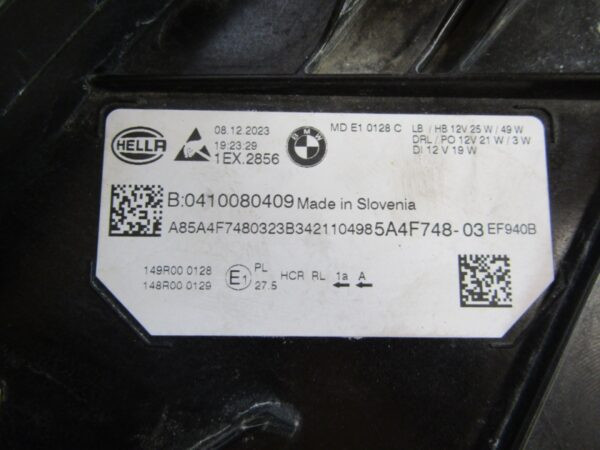 HELLA
08.12.2023
19:23:29
1EX.2856
BMW
MD E1 0128 C
LB / HB 12V 25 W / 49 W
DRL / PO 12V 21 W / 3 W
DI 12 V 19 W
B:0410080409 Made in Slovenia
A85A4F7480323B3421104985A4F748-03 EF940B
149R00 0128
148R00 0129
E1
PL
27.5
HCR RL 1a A